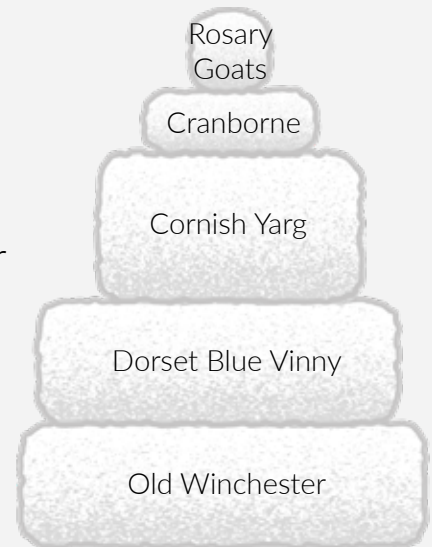 Rosary
Goats
Cranborne
Cornish Yarg
r
Dorset Blue Vinny
Old Winchester